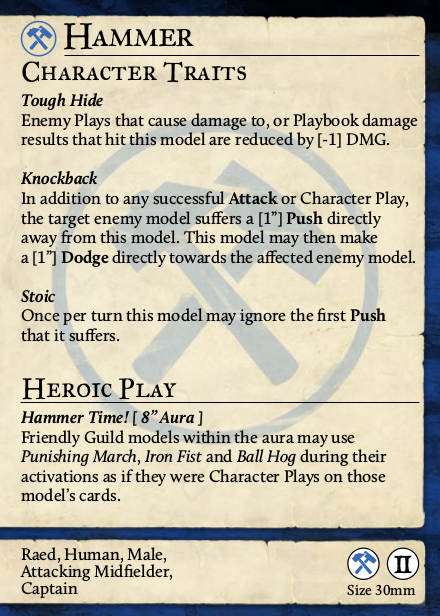 Hammer
Character Traits
Tough Hide
Enemy Plays that cause damage to, or Playbook damage
results that hit this model are reduced by [-1] DMG.
Knockback
In addition to any successful Attack or Character Play,
the target enemy model suffers a [1”] Push directly
away from this model. This model may then make
a [1”] Dodge directly towards the affected enemy model.
Stoic
Once per turn this model may ignore the first Push
that it suffers.
Heroic Play
Hammer Time! [ 8” Aura ]
Friendly Guild models within the aura may use
Punishing March, Iron Fist and Ball Hog during their
activations as if they were Character Plays on those
model’s cards.
Raed, Human, Male,
Attacking Midfielder,
Captain
II
Size 30mm